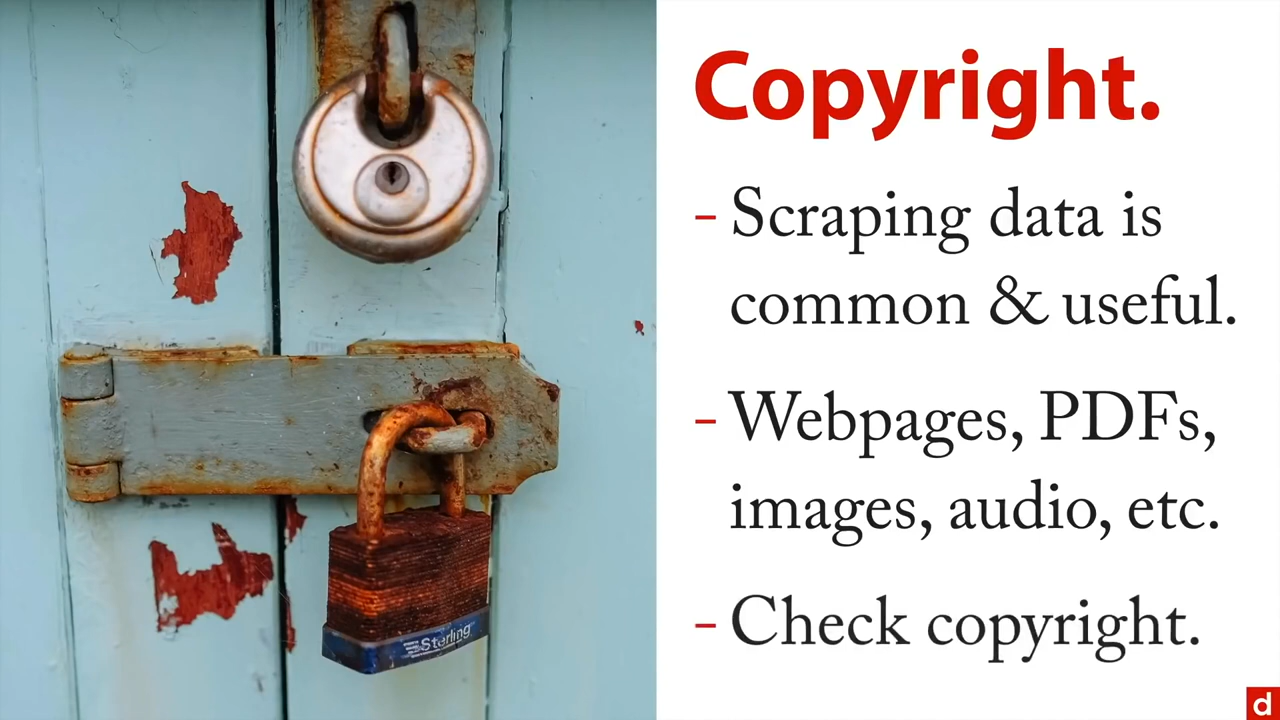 Copyright.
- Scraping data is
common & useful.
- Webpages, PDFs,
images, audio, etc.
- Check copyright.
Sterling
d